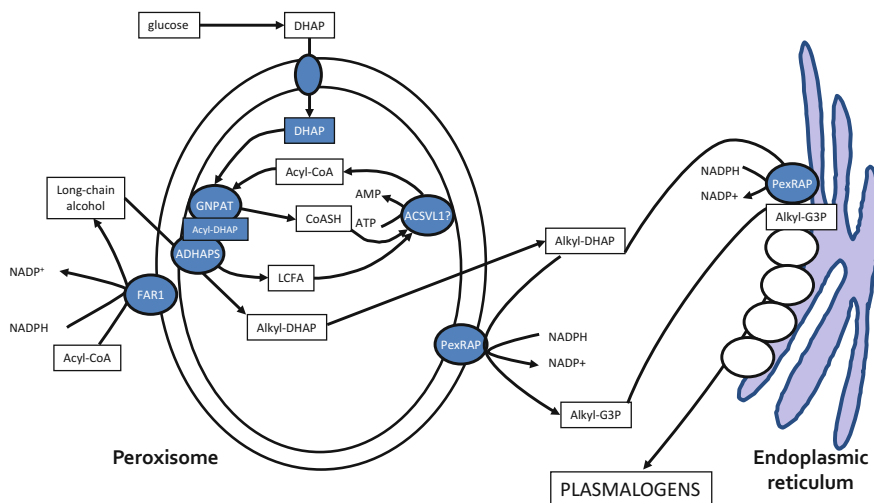 glucose
DHAP
DHAP
Acyl-CoA
GNPAT
Acyl-DHAP
ADHAPS
CoASH
AMP
ATP
ACSVL1?
LCFA
Alkyl-DHAP
Long-chain
alcohol
NADP⁺
FAR1
NADPH
Acyl-CoA
Alkyl-DHAP
PexRAP
NADPH
NADP+
Alkyl-G3P
NADPH
NADP+
PexRAP
Alkyl-G3P
Peroxisome
PLASMALOGENS
Endoplasmic
reticulum